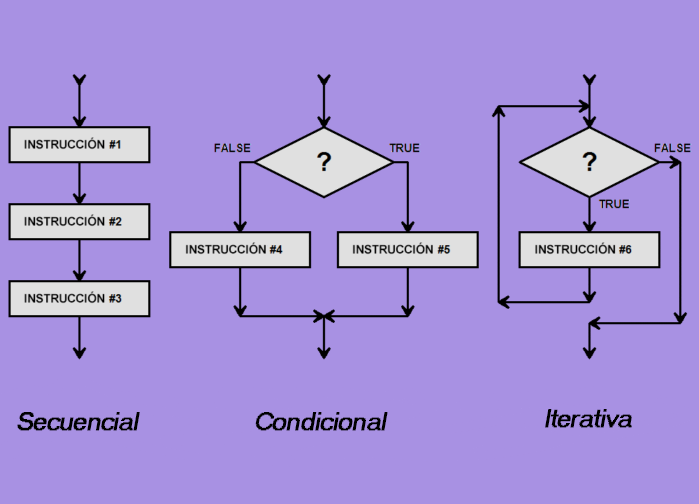 INSTRUCCIÓN #1
INSTRUCCIÓN #2
INSTRUCCIÓN #3
Secuencial
FALSE
TRUE
?
INSTRUCCIÓN #4
INSTRUCCIÓN #5
Condicional
FALSE
?
TRUE
INSTRUCCIÓN #6
Iterativa